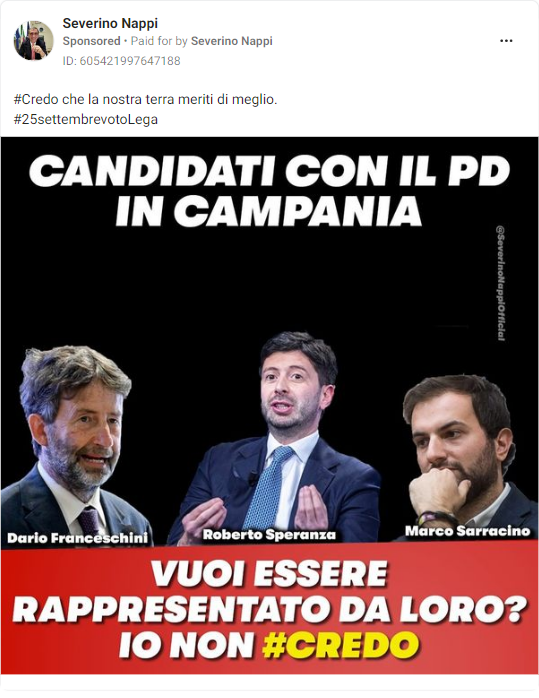 Severino Nappi
Sponsored • Paid for by Severino Nappi
ID: 605421997647188
#Credo che la nostra terra meriti di meglio.
#25settembrevotoLega
CANDIDATI CON IL PD
IN CAMPANIA
@SeverinoNappiOfficial
Dario Franceschini
Roberto Speranza
Marco Sarracino
VUOI ESSERE
RAPPRESENTATO DA LORO?
IO NON #CREDO